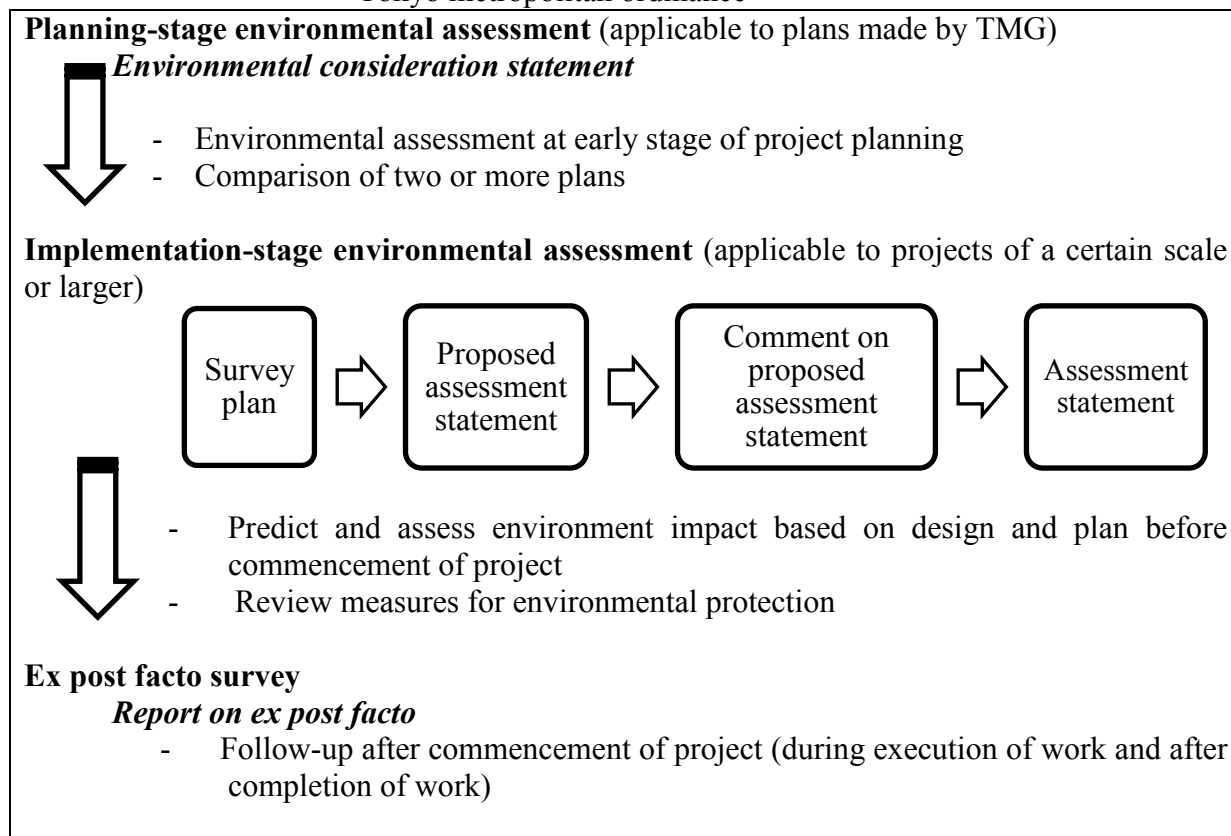 Tokyo metropolitan ordinance
Planning-stage environmental assessment (applicable to plans made by TMG)
Environmental consideration statement
- Environmental assessment at early stage of project planning
- Comparison of two or more plans
Implementation-stage environmental assessment (applicable to projects of a certain scale
or larger)
Survey
plan
Proposed
assessment
statement
Comment on
proposed
assessment
statement
Assessment
statement
- Predict and assess environment impact based on design and plan before
commencement of project
- Review measures for environmental protection
Ex post facto survey
Report on ex post facto
- Follow-up after commencement of project (during execution of work and after
completion of work)